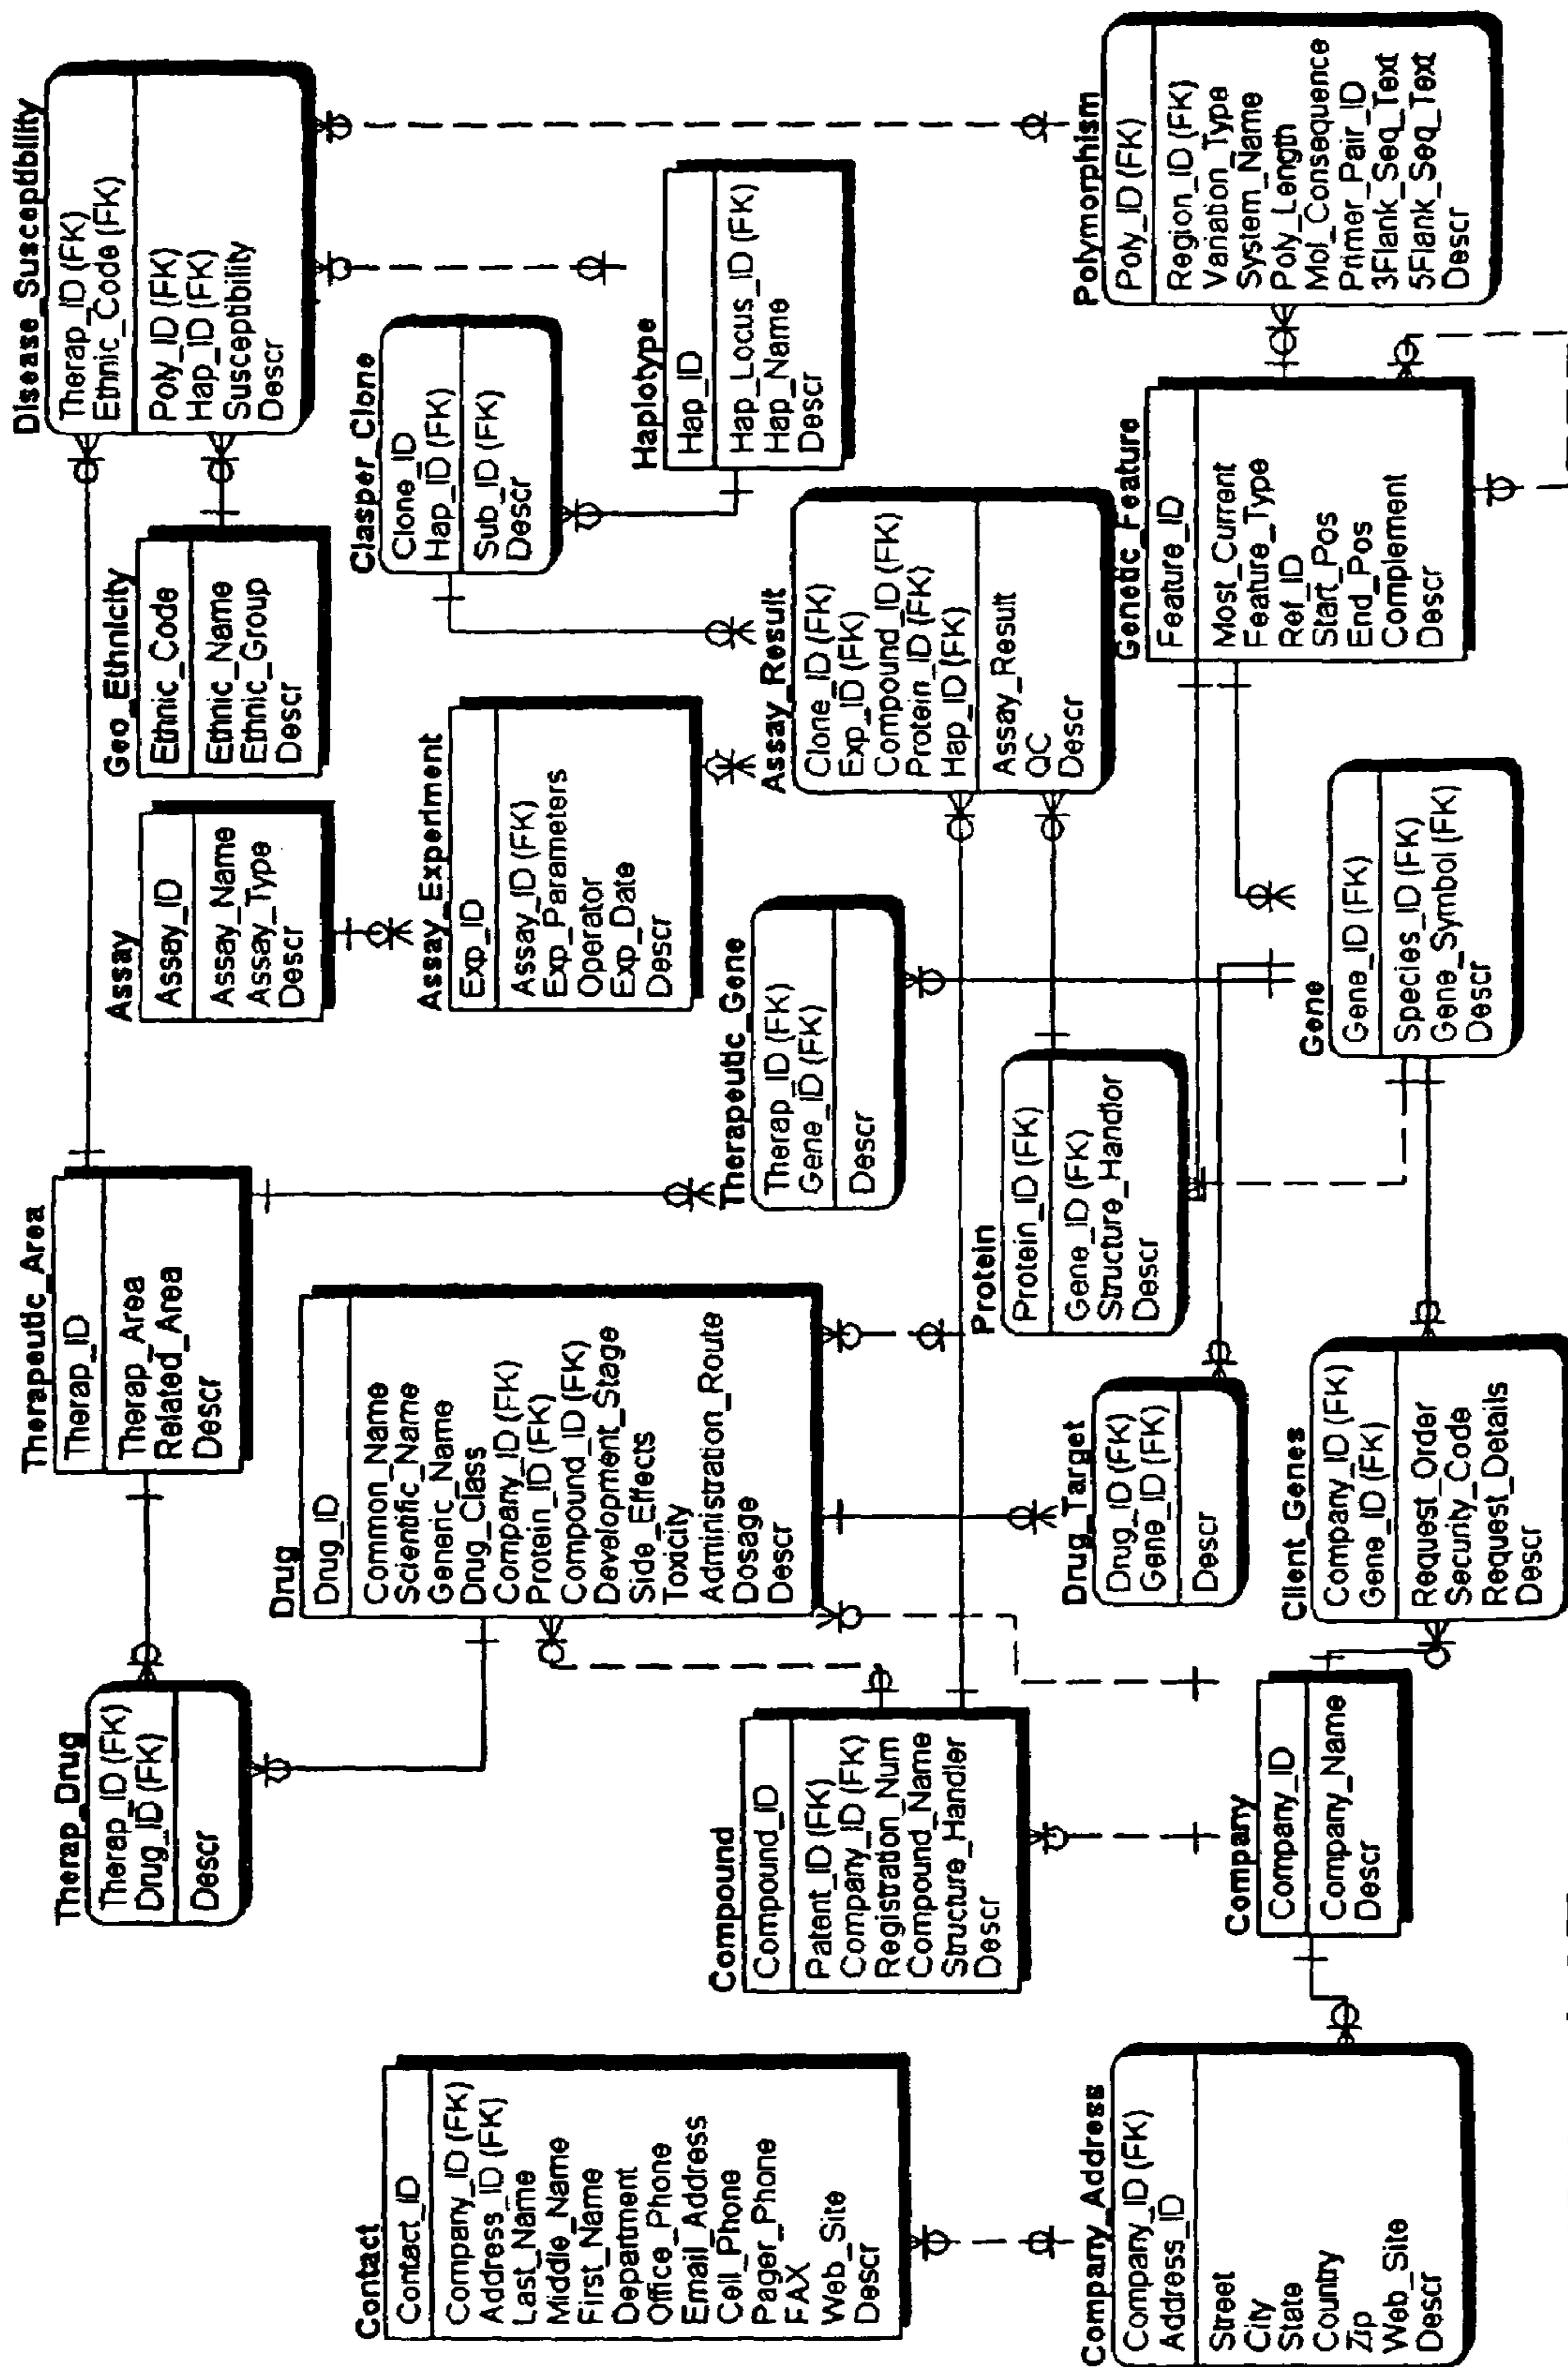 Therap_Drug
Therap_ID (FK)
Drug_ID (FK)
Descr
Therapeutic_Area
Therap_ID
Therap_Area
Related_Area
Descr
Disease_Susceptibility
Therap_ID (FK)
Ethnic_Code (FK)
Poly_ID (FK)
Hap_ID (FK)
Susceptibility
Descr
Geo_Ethnicity
Ethnic_Code
Ethnic_Name
Ethnic_Group
Descr
Assay
Assay_ID
Assay_Name
Assay_Type
Descr
Clasper_Clone
Clone_ID
Hap_ID (FK)
Sub_ID (FK)
Descr
Haplotype
Hap_ID
Hap_Locus_ID (FK)
Hap_Name
Descr
Contact
Contact_ID
Company_ID (FK)
Address_ID (FK)
Last_Name
Middle_Name
First_Name
Department
Office_Phone
Email_Address
Cell_Phone
Pager_Phone
FAX
Web_Site
Descr
Drug
Drug_ID
Common_Name
Scientific_Name
Generic_Name
Drug_Class
Company_ID (FK)
Protein_ID (FK)
Compound_ID (FK)
Development_Stage
Side_Effects
Toxicity
Administration_Route
Dosage
Descr
Assay_Experiment
Exp_ID
Assay_ID (FK)
Exp_Parameters
Operator
Exp_Date
Descr
Compound
Compound_ID
Patent_ID (FK)
Company_ID (FK)
Registration_Num
Compound_Name
Structure_Handler
Descr
Therapeutic_Gene
Therap_ID (FK)
Gene_ID (FK)
Descr
Assay_Result
Clone_ID (FK)
Exp_ID (FK)
Compound_ID (FK)
Protein_ID (FK)
Hap_ID (FK)
Assay_Result
QC
Descr
Protein
Protein_ID (FK)
Gene_ID (FK)
Structure_Handlor
Descr
Drug_Target
Drug_ID (FK)
Gene_ID (FK)
Descr
Genetic_Feature
Feature_ID
Most_Current
Feature_Type
Ref_ID
Start_Pos
End_Pos
Complement
Descr
Polymorphism
Poly_ID (FK)
Region_ID (FK)
Variation_Type
System_Name
Poly_Length
Mol_Consequence
Primer_Pair_ID
3Flank_Seq_Text
5Flank_Seq_Text
Descr
Company_Address
Company_ID (FK)
Address_ID
Street
City
State
Country
Zip
Web_Site
Descr
Company
Company_ID
Company_Name
Descr
Client_Genes
Company_ID (FK)
Gene_ID (FK)
Request_Order
Security_Code
Request_Details
Descr
Gene
Gene_ID (FK)
Species_ID (FK)
Gene_Symbol (FK)
Descr